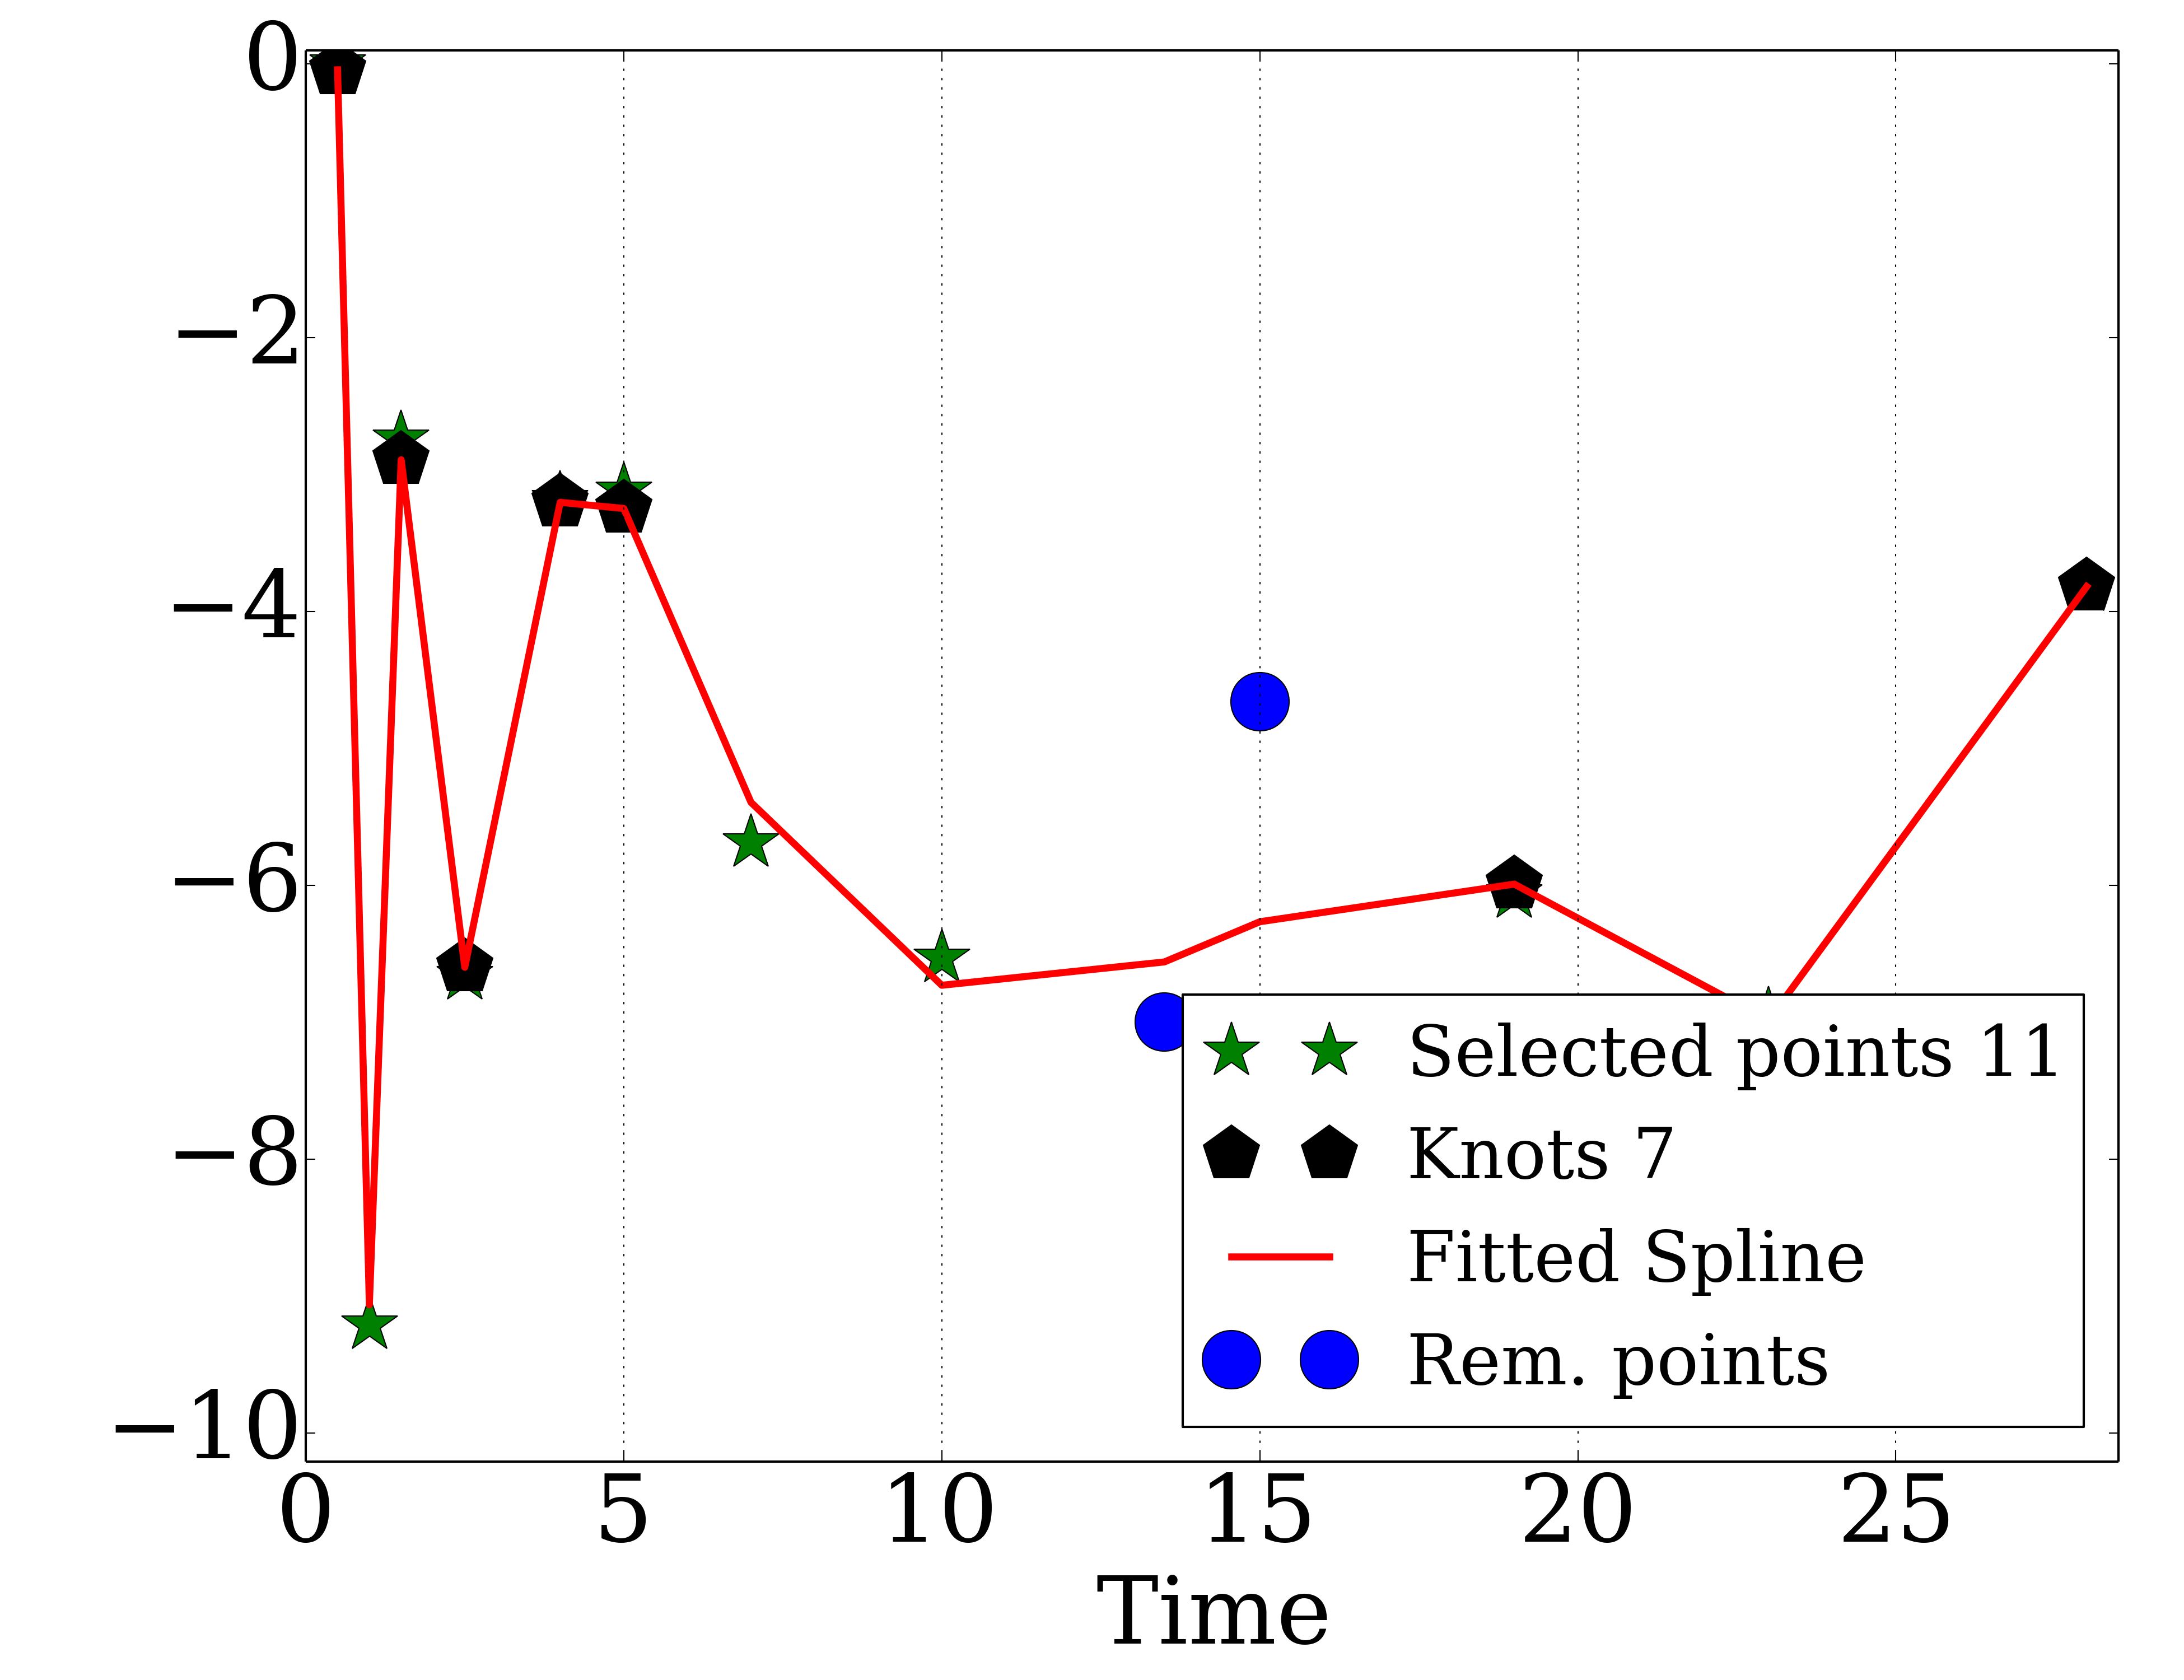 0
−2
−4
−6
−8
−10
0 5 10 15 20 25
Time
Selected points 11
Knots 7
Fitted Spline
Rem. points